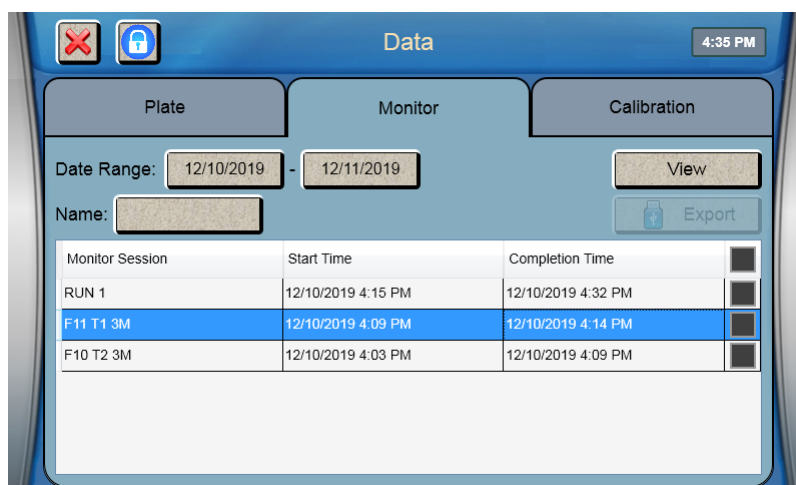 Data
4:35 PM
Plate
Monitor
Calibration
Date Range: 12/10/2019 - 12/11/2019
View
Name:
Export
Monitor Session Start Time Completion Time
RUN 1 12/10/2019 4:15 PM 12/10/2019 4:32 PM
F11 T1 3M 12/10/2019 4:09 PM 12/10/2019 4:14 PM
F10 T2 3M 12/10/2019 4:03 PM 12/10/2019 4:09 PM